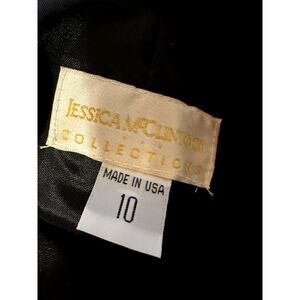 JESSICA McCLINTOCK
COLLECTIONS
MADE IN USA
10